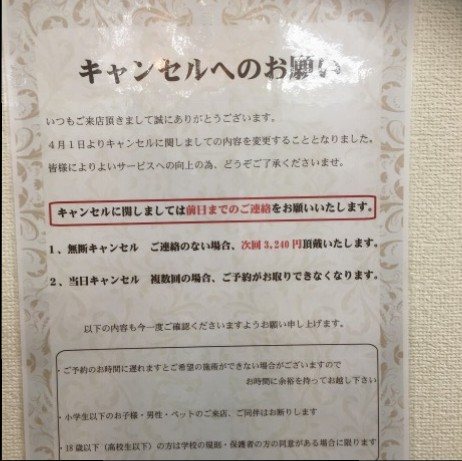 キャンセルへのお願い
いつもご来店頂きまして誠にありがとうございます。
4月1日よりキャンセルに関しましての内容を変更することとなりました。
皆様によりよいサービスへの向上の為、どうぞご了承くださいませ。
キャンセルに関しましては前日までのご連絡をお願いいたします。
1、無断キャンセル　ご連絡のない場合、次回 3,240 円頂戴いたします。
2、当日キャンセル　複数回の場合、ご予約がお取りできなくなります。
以下の内容も今一度ご確認くださいますようお願い申し上げます。
・ご予約のお時間に遅れますとご希望の施術ができない場合がございますので
お時間に余裕を持ってお越し下さい
・小学生以下のお子様・男性・ペットのご来店、ご同伴はお断りします
・18歳以下（高校生以下）の方は学校の規則・保護者の方の同意がある場合に限ります